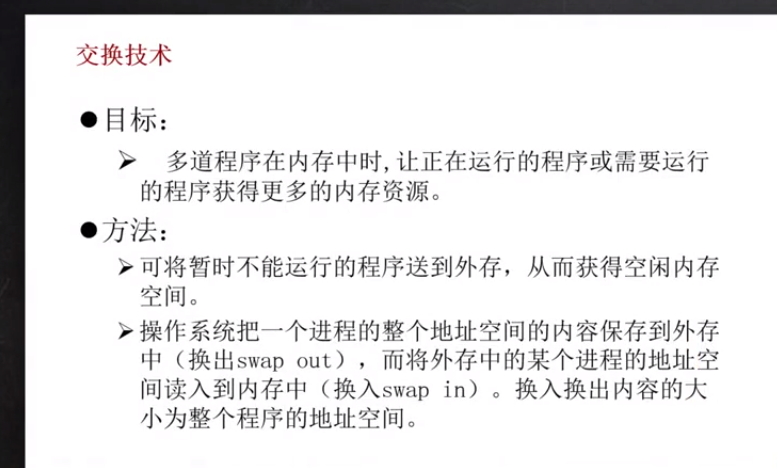 交换技术
●目标：
➢ 多道程序在内存中时,让正在运行的程序或需要运行
的程序获得更多的内存资源。
●方法：
➢可将暂时不能运行的程序送到外存，从而获得空闲内存
空间。
➢操作系统把一个进程的整个地址空间的内容保存到外存
中（换出swap out），而将外存中的某个进程的地址空
间读入到内存中（换入swap in）。换入换出内容的大
小为整个程序的地址空间。